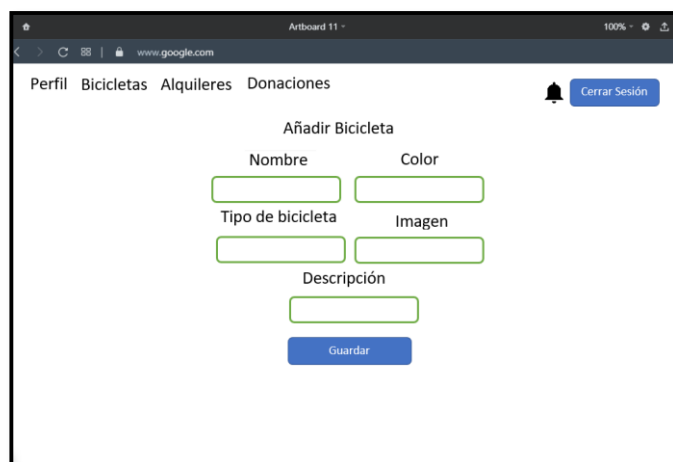 Artboard 11
100%
www.google.com
Perfil Bicicletas Alquileres Donaciones
Cerrar Sesión
Añadir Bicicleta
Nombre Color
Tipo de bicicleta Imagen
Descripción
Guardar